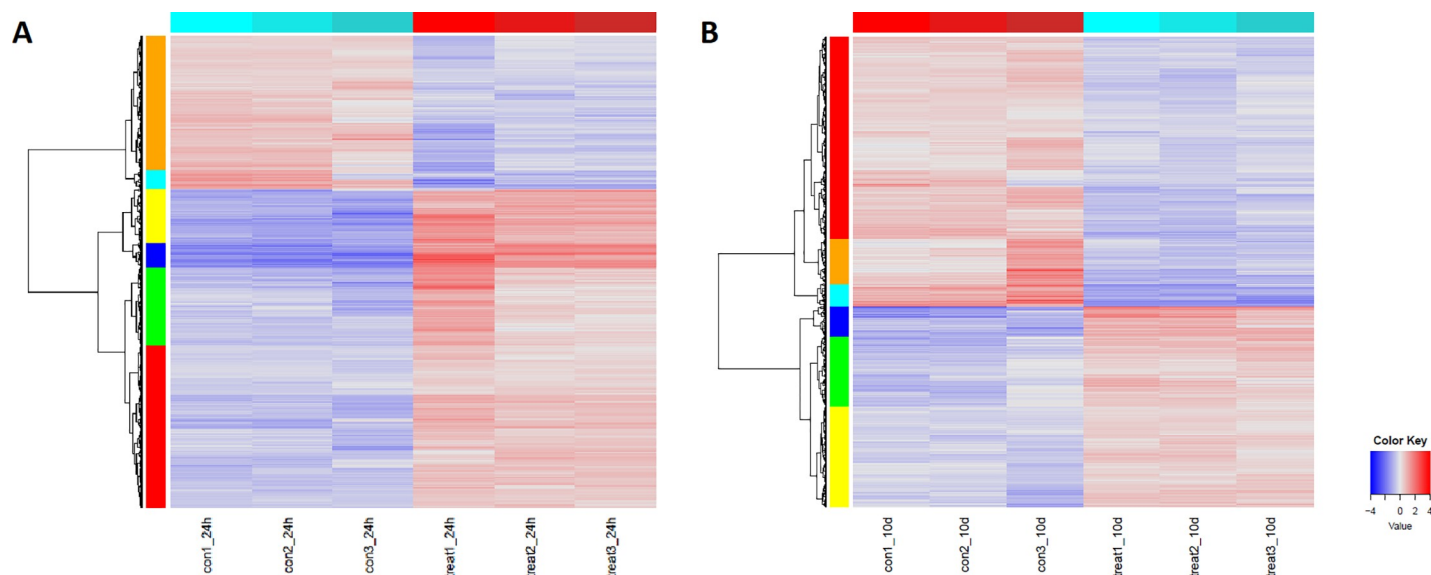 A
B
con1_24h
con2_24h
con3_24h
treat1_24h
treat2_24h
treat3_24h
con1_10d
con2_10d
con3_10d
treat1_10d
treat2_10d
treat3_10d
Color Key
−4 0 2 4
Value